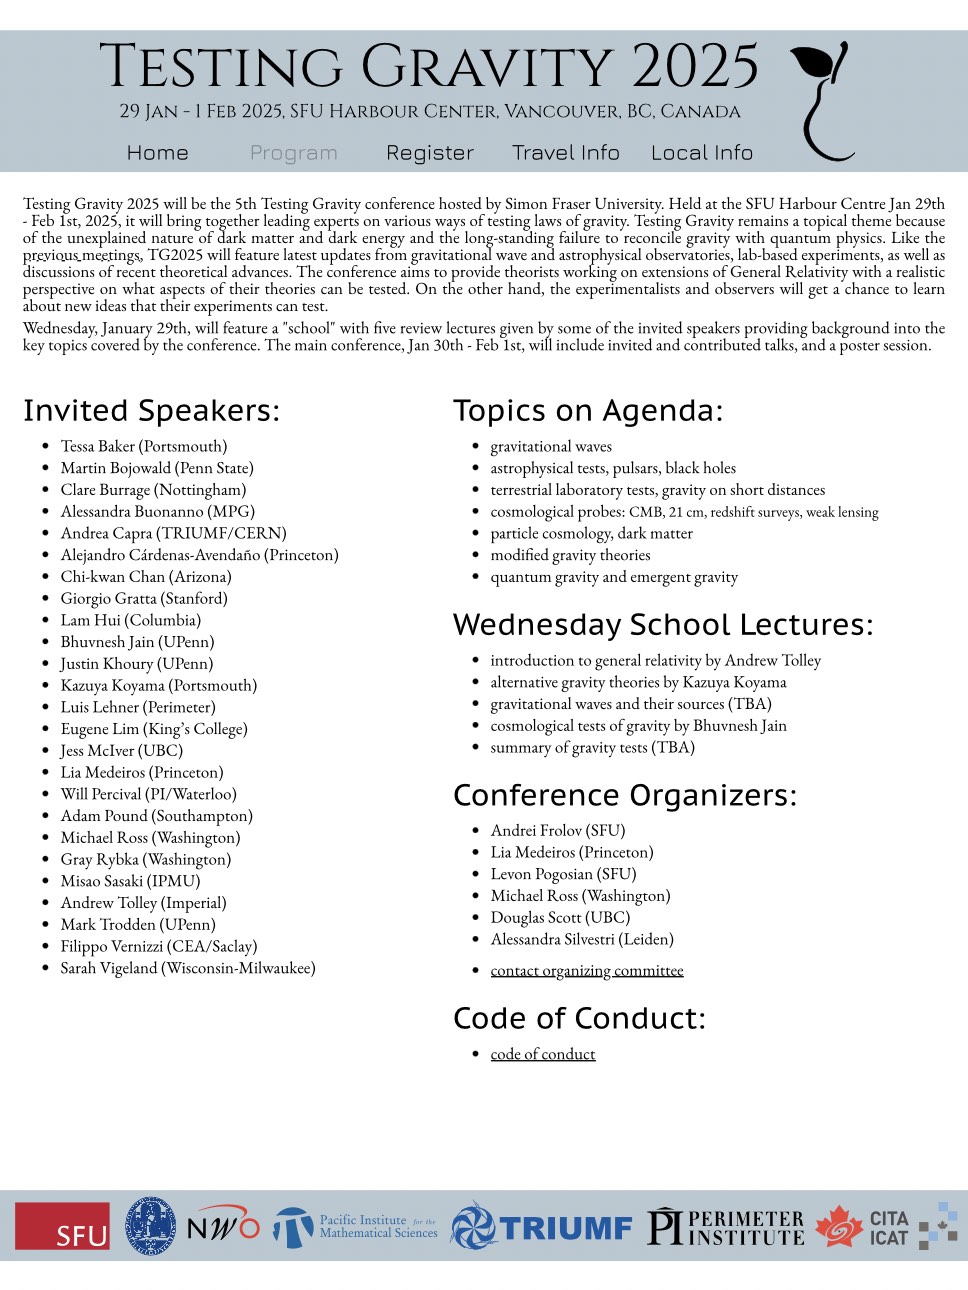 Testing Gravity 2025
29 Jan - 1 Feb 2025, SFU Harbour Center, Vancouver, BC, Canada
Home Program Register Travel Info Local Info
Testing Gravity 2025 will be the 5th Testing Gravity conference hosted by Simon Fraser University. Held at the SFU Harbour Centre Jan 29th
- Feb 1st, 2025, it will bring together leading experts on various ways of testing laws of gravity. Testing Gravity remains a topical theme because
of the unexplained nature of dark matter and dark energy and the long-standing failure to reconcile gravity with quantum physics. Like the
previous meetings, TG2025 will feature latest updates from gravitational wave and astrophysical observatories, lab-based experiments, as well as
discussions of recent theoretical advances. The conference aims to provide theorists working on extensions of General Relativity with a realistic
perspective on what aspects of their theories can be tested. On the other hand, the experimentalists and observers will get a chance to learn
about new ideas that their experiments can test.
Wednesday, January 29th, will feature a "school" with five review lectures given by some of the invited speakers providing background into the
key topics covered by the conference. The main conference, Jan 30th - Feb 1st, will include invited and contributed talks, and a poster session.
Invited Speakers:
• Tessa Baker (Portsmouth)
• Martin Bojowald (Penn State)
• Clare Burrage (Nottingham)
• Alessandra Buonanno (MPG)
• Andrea Capra (TRIUMF/CERN)
• Alejandro Cárdenas-Avendaño (Princeton)
• Chi-kwan Chan (Arizona)
• Giorgio Gratta (Stanford)
• Lam Hui (Columbia)
• Bhuvnesh Jain (UPenn)
• Justin Khoury (UPenn)
• Kazuya Koyama (Portsmouth)
• Luis Lehner (Perimeter)
• Eugene Lim (King’s College)
• Jess McIver (UBC)
• Lia Medeiros (Princeton)
• Will Percival (PI/Waterloo)
• Adam Pound (Southampton)
• Michael Ross (Washington)
• Gray Rybka (Washington)
• Misao Sasaki (IPMU)
• Andrew Tolley (Imperial)
• Mark Trodden (UPenn)
• Filippo Vernizzi (CEA/Saclay)
• Sarah Vigeland (Wisconsin-Milwaukee)
Topics on Agenda:
• gravitational waves
• astrophysical tests, pulsars, black holes
• terrestrial laboratory tests, gravity on short distances
• cosmological probes: CMB, 21 cm, redshift surveys, weak lensing
• particle cosmology, dark matter
• modified gravity theories
• quantum gravity and emergent gravity
Wednesday School Lectures:
• introduction to general relativity by Andrew Tolley
• alternative gravity theories by Kazuya Koyama
• gravitational waves and their sources (TBA)
• cosmological tests of gravity by Bhuvnesh Jain
• summary of gravity tests (TBA)
Conference Organizers:
• Andrei Frolov (SFU)
• Lia Medeiros (Princeton)
• Levon Pogosian (SFU)
• Michael Ross (Washington)
• Douglas Scott (UBC)
• Alessandra Silvestri (Leiden)
• contact organizing committee
Code of Conduct:
• code of conduct
SFU
NWO
Pacific Institute for the
Mathematical Sciences
TRIUMF
PI PERIMETER
INSTITUTE
CITA
ICAT